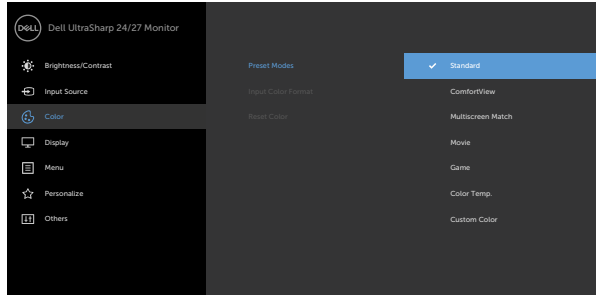 DELL
Dell UltraSharp 24/27 Monitor
Brightness/Contrast
Input Source
Color
Display
Menu
Personalize
Others
Preset Modes
Input Color Format
Reset Color
Standard
ComfortView
Multiscreen Match
Movie
Game
Color Temp.
Custom Color